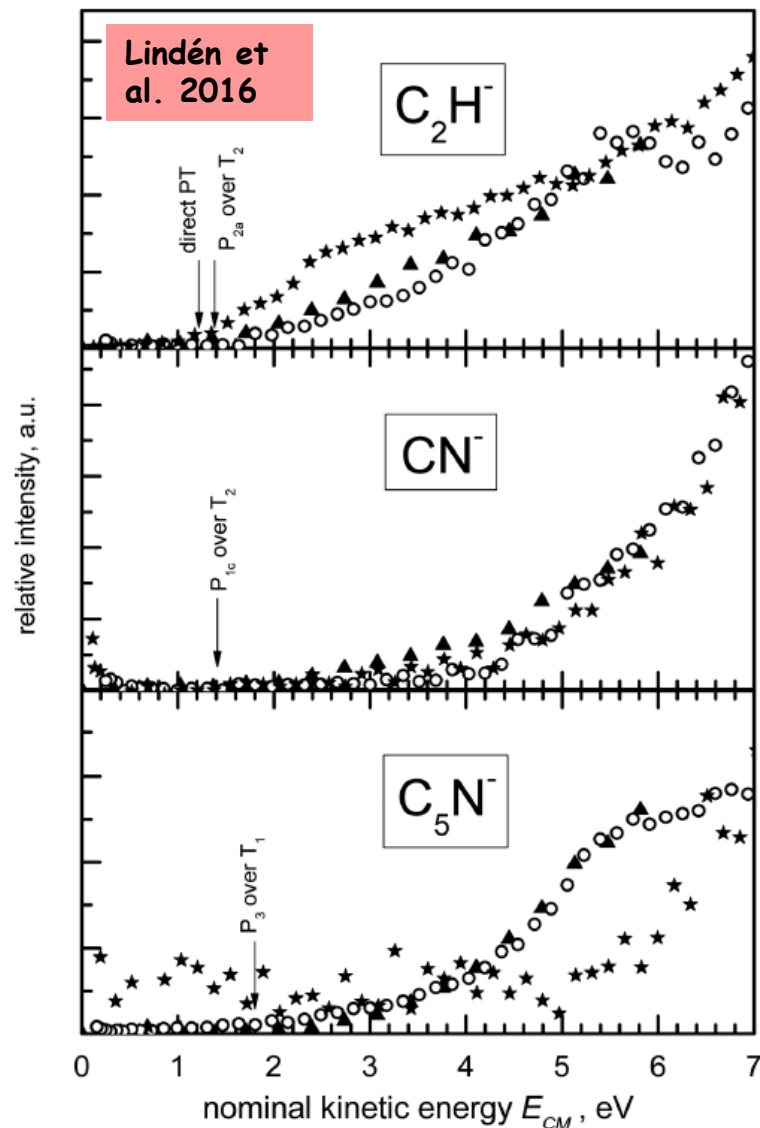 Lindén et
al. 2016
C₂H⁻
direct PT
P₂ₐ over T₂
CN⁻
P₁c over T₂
C₅N⁻
P₃ over T₁
relative intensity, a.u.
0 1 2 3 4 5 6 7
nominal kinetic energy E_CM , eV